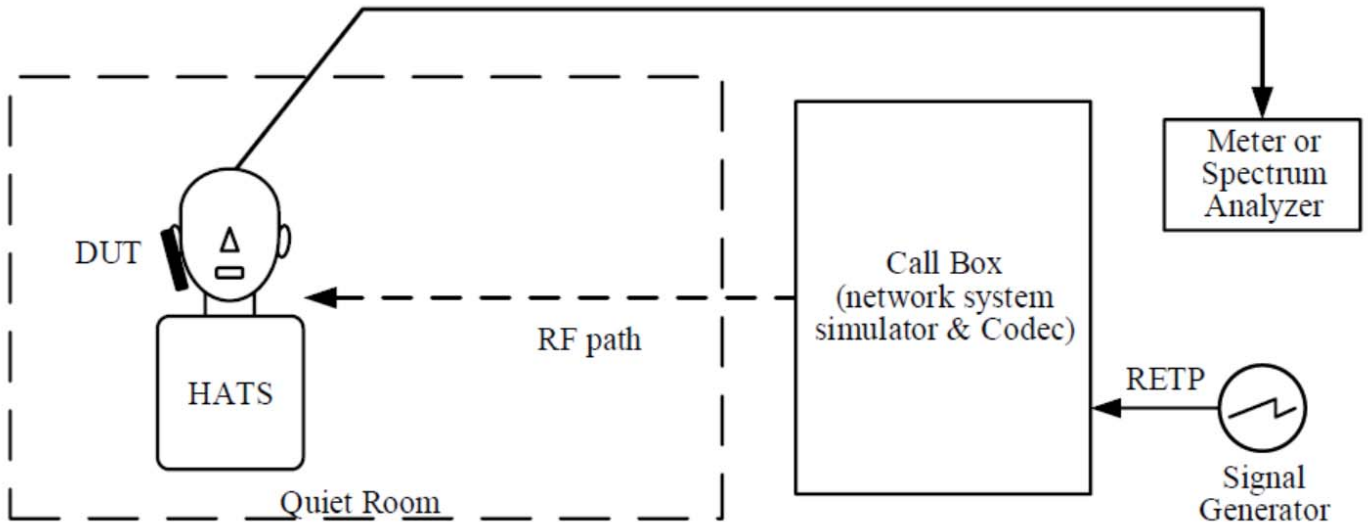 DUT
HATS
Quiet Room
RF path
Call Box
(network system
simulator & Codec)
Meter or
Spectrum
Analyzer
RETP
Signal
Generator